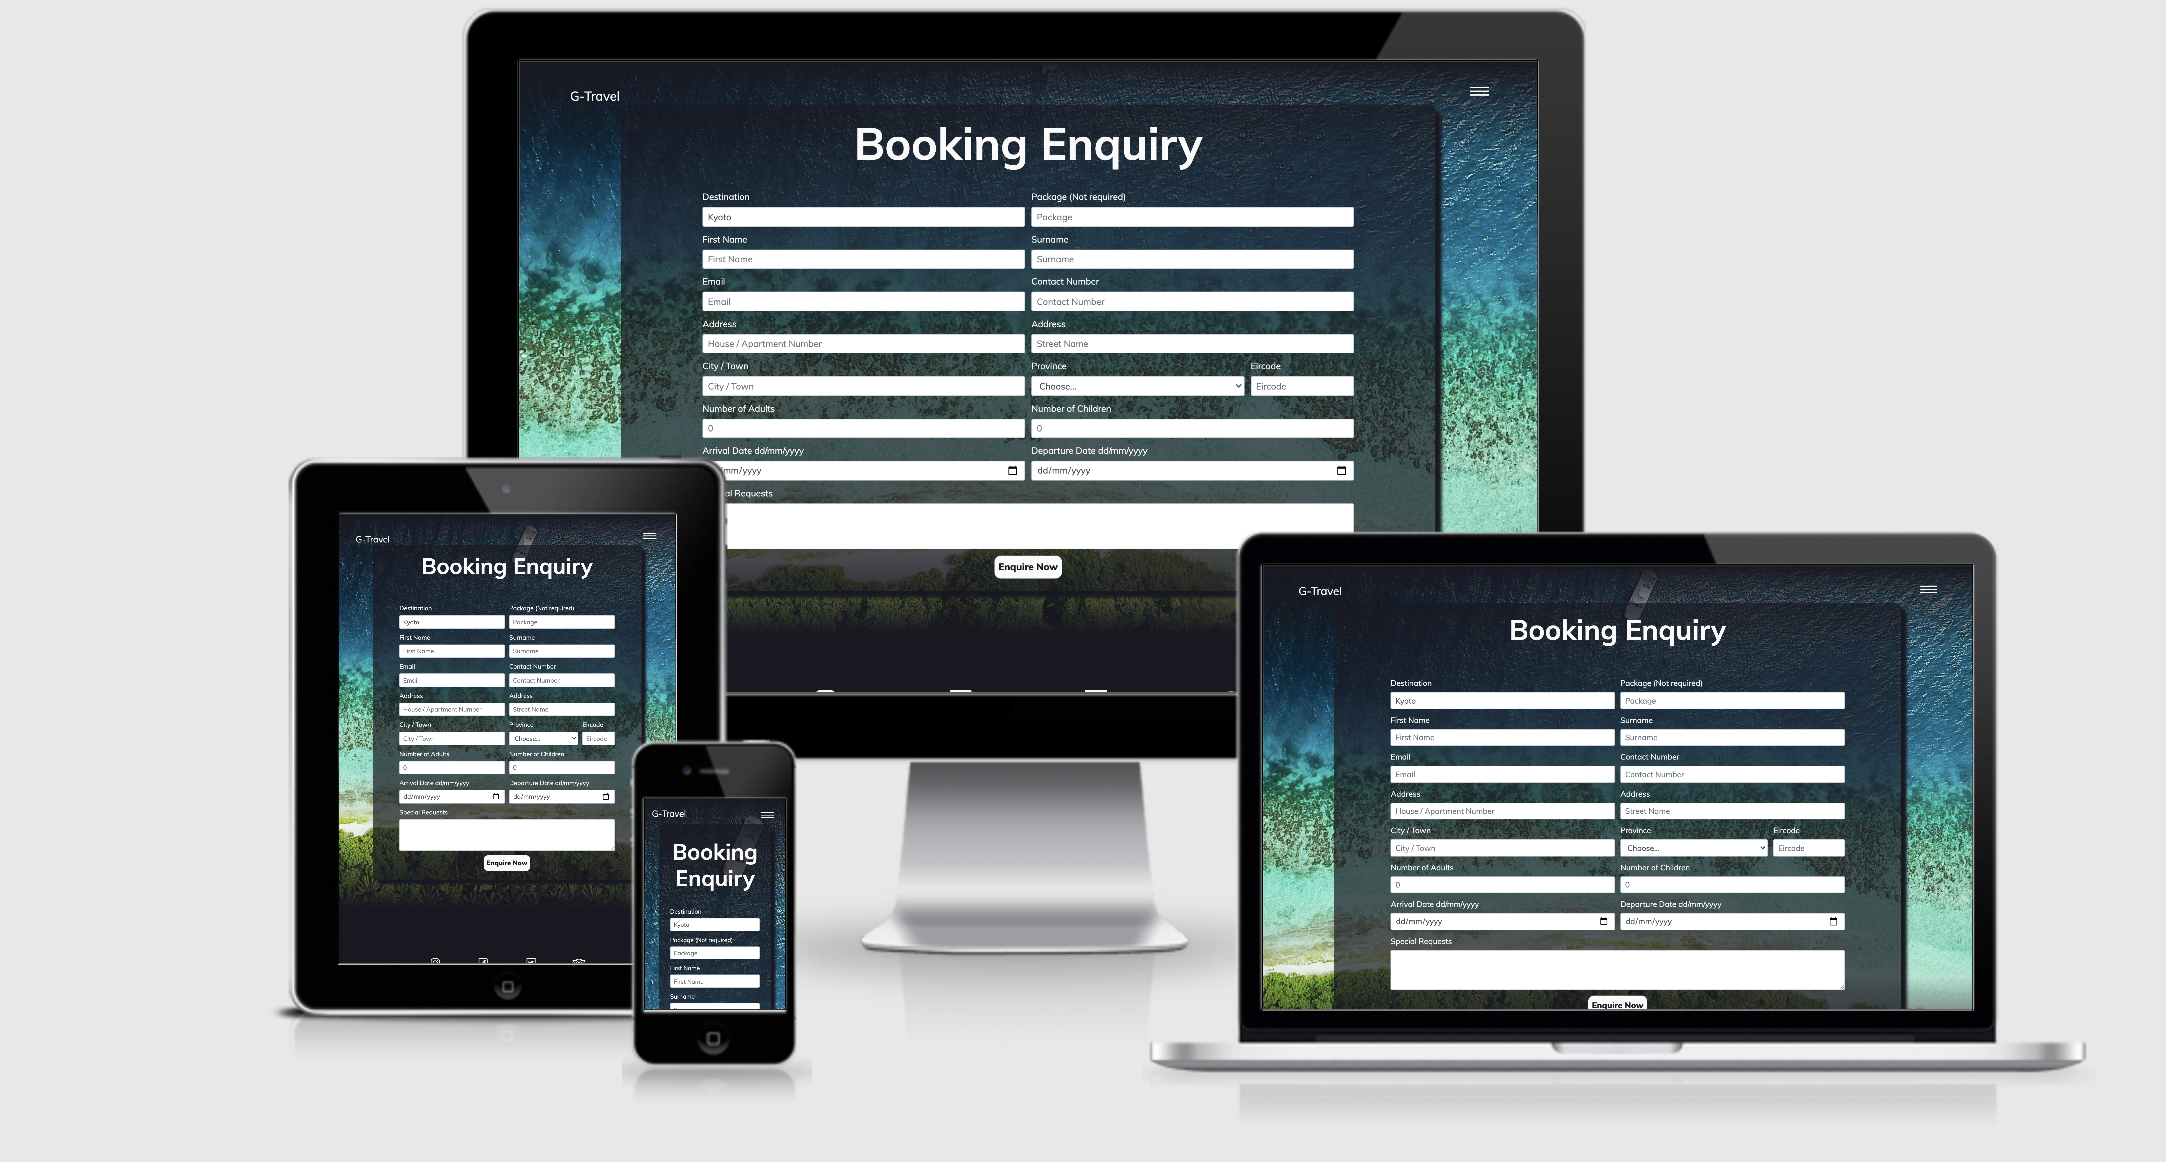 G-Travel
Booking Enquiry
Destination Package (Not required)
Kyoto Package
First Name Surname
First Name Surname
Email Contact Number
Email Contact Number
Address Address
House / Apartment Number Street Name
City / Town Province Eircode
City / Town Choose... Eircode
Number of Adults Number of Children
0 0
Arrival Date dd/mm/yyyy Departure Date dd/mm/yyyy
/mm/yyyy dd/mm/yyyy
al Requests
Enquire Now
G-Travel
Booking Enquiry
Destination Package (Not required)
Kyoto Package
First Name Surname
First Name Surname
Email Contact Number
Email Contact Number
Address Address
House / Apartment Number Street Name
City / Town Province Eircode
City / Town Choose... Eircode
Number of Adults Number of Children
0 0
Arrival Date dd/mm/yyyy Departure Date dd/mm/yyyy
dd/mm/yyyy dd/mm/yyyy
Special Requests
Enquire Now
G-Travel
Booking
Enquiry
Destination
Kyoto
Package (Not required)
Package
First Name
First Name
Surname
G-Travel
Booking Enquiry
Destination Package (Not required)
Kyoto Package
First Name Surname
First Name Surname
Email Contact Number
Email Contact Number
Address Address
House / Apartment Number Street Name
City / Town Province Eircode
City / Town Choose... Eircode
Number of Adults Number of Children
0 0
Arrival Date dd/mm/yyyy Departure Date dd/mm/yyyy
dd/mm/yyyy dd/mm/yyyy
Special Requests
Enquire Now